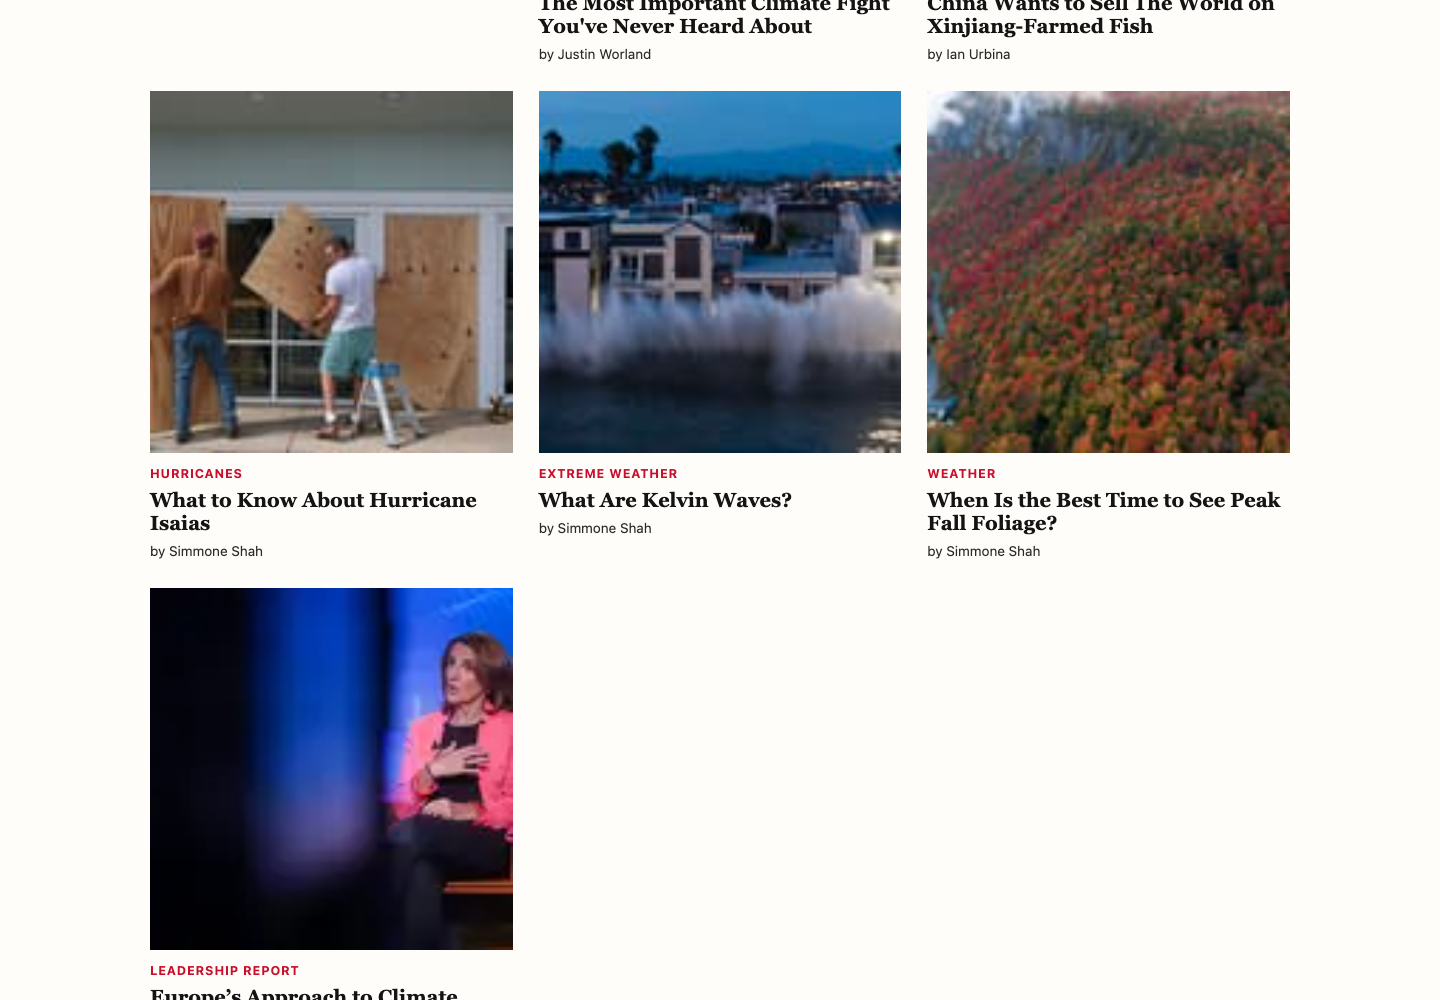 The Most Important Climate Fight
You've Never Heard About
by Justin Worland
China Wants to Sell The World on
Xinjiang-Farmed Fish
by Ian Urbina
HURRICANES
What to Know About Hurricane
Isaias
by Simmone Shah
EXTREME WEATHER
What Are Kelvin Waves?
by Simmone Shah
WEATHER
When Is the Best Time to See Peak
Fall Foliage?
by Simmone Shah
LEADERSHIP REPORT
Europe’s Approach to Climate